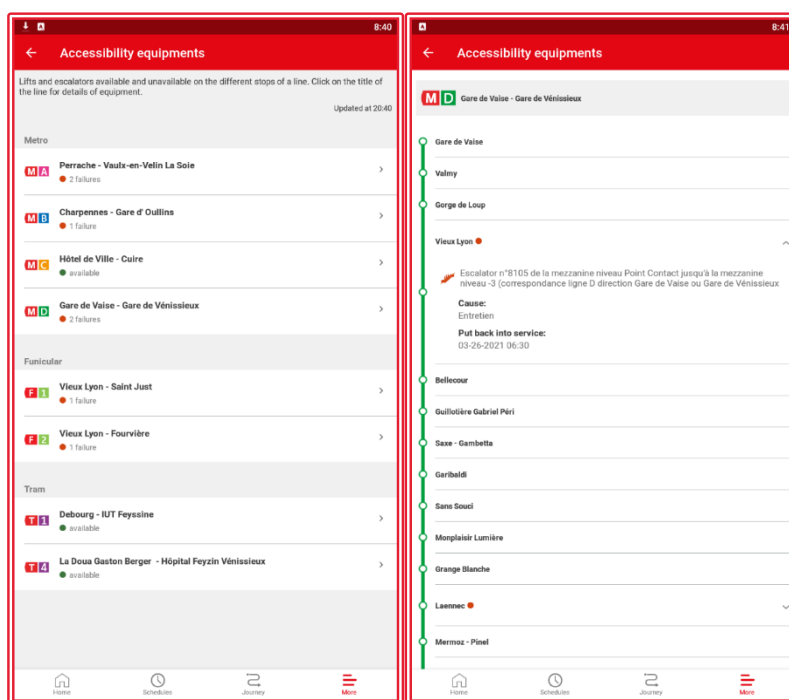 8:40
Accessibility equipments
Lifts and escalators available and unavailable on the different stops of a line. Click on the title of
the line for details of equipment.
Updated at 20:40
Metro
M A
Perrache - Vaulx-en-Velin La Soie
2 failures
M B
Charpennes - Gare d' Oullins
1 failure
M C
Hôtel de Ville - Cuire
available
M D
Gare de Vaise - Gare de Vénissieux
2 failures
Funicular
F 1
Vieux Lyon - Saint Just
1 failure
F 2
Vieux Lyon - Fourvière
1 failure
Tram
T 1
Debourg - IUT Feyssine
available
T 4
La Doua Gaston Berger - Hôpital Feyzin Vénissieux
available
Home
Schedules
Journey
More
8:41
Accessibility equipments
M D Gare de Vaise - Gare de Vénissieux
Gare de Vaise
Valmy
Gorge de Loup
Vieux Lyon
Escalator n°8105 de la mezzanine niveau Point Contact jusqu'à la mezzanine
niveau -3 (correspondance ligne D direction Gare de Vaise ou Gare de Vénissieux
Cause:
Entretien
Put back into service:
03-26-2021 06:30
Bellecour
Guillotière Gabriel Péri
Saxe - Gambetta
Garibaldi
Sans Souci
Monplaisir Lumière
Grange Blanche
Laennec
Mermoz - Pinel
Home
Schedules
Journey
More